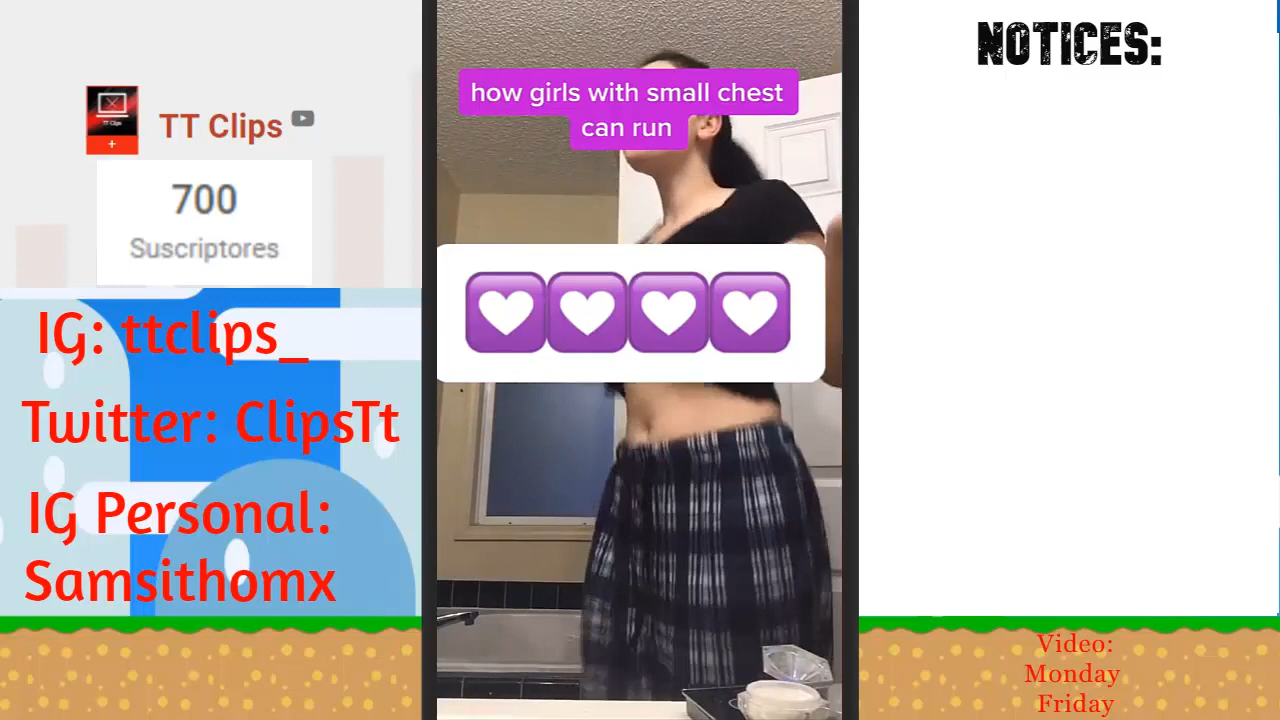 TT Clips
700
Suscriptores
IG: ttclips_
Twitter: ClipsTt
IG Personal:
Samsithomx
how girls with small chest
can run
NOTICES:
Video:
Monday
Friday